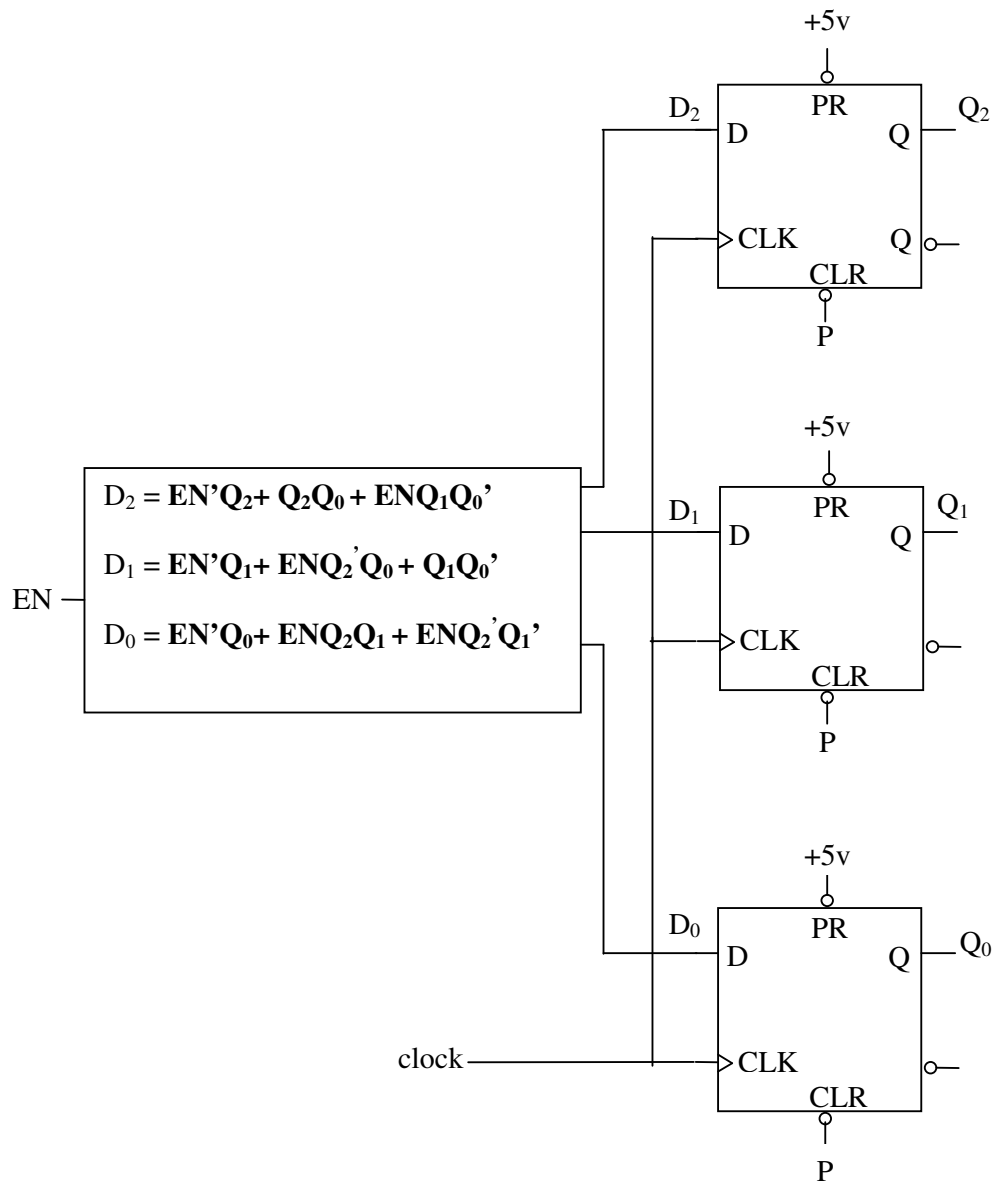 +5v
PR
D₂
D
Q
Q₂
CLK
Q
CLR
P
+5v
PR
D₁
D
Q
Q₁
CLK
CLR
P
D₂ = EN’Q₂+ Q₂Q₀ + ENQ₁Q₀’
D₁ = EN’Q₁+ ENQ₂’Q₀ + Q₁Q₀’
EN
D₀ = EN’Q₀+ ENQ₂Q₁ + ENQ₂’Q₁’
+5v
PR
D₀
D
Q
Q₀
clock
CLK
CLR
P